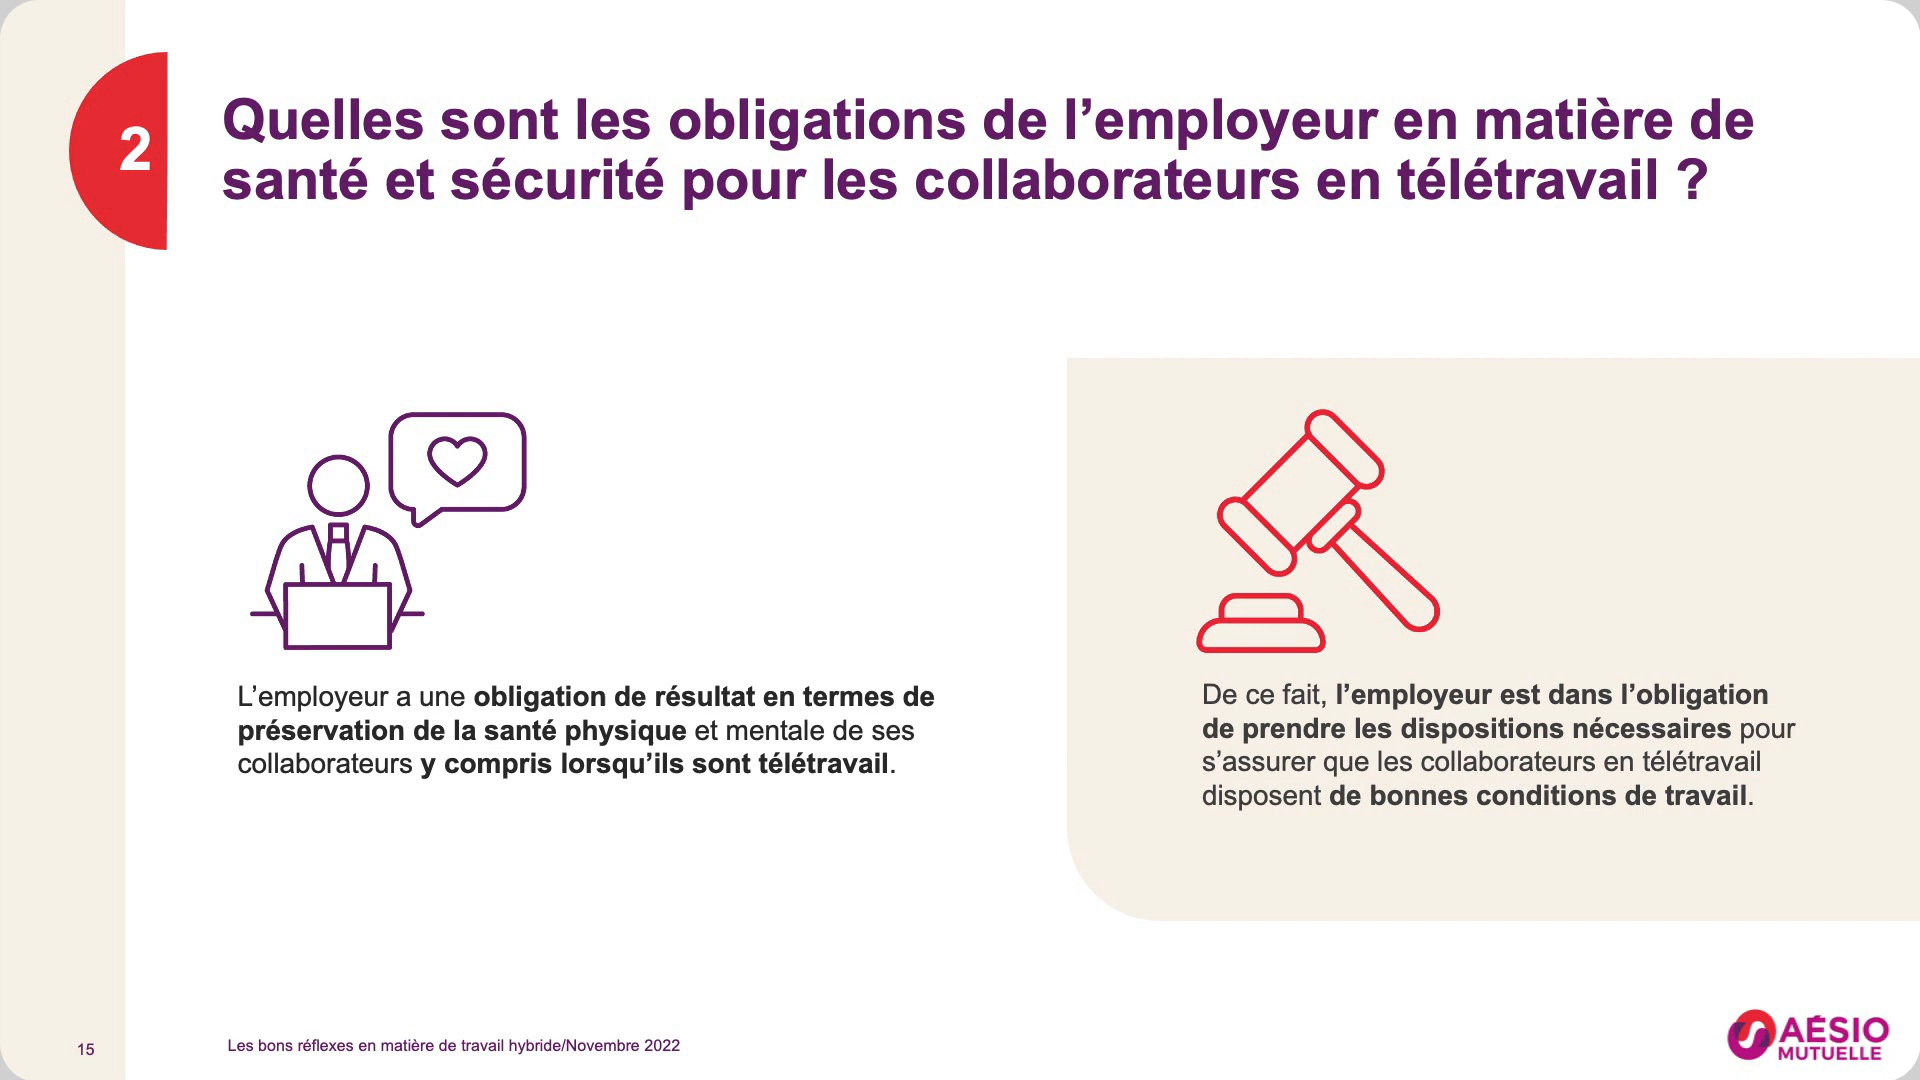 2
Quelles sont les obligations de l’employeur en matière de
santé et sécurité pour les collaborateurs en télétravail ?
L’employeur a une obligation de résultat en termes de
préservation de la santé physique et mentale de ses
collaborateurs y compris lorsqu’ils sont télétravail.
De ce fait, l’employeur est dans l’obligation
de prendre les dispositions nécessaires pour
s’assurer que les collaborateurs en télétravail
disposent de bonnes conditions de travail.
15
Les bons réflexes en matière de travail hybride/Novembre 2022
AÉSIO
MUTUELLE